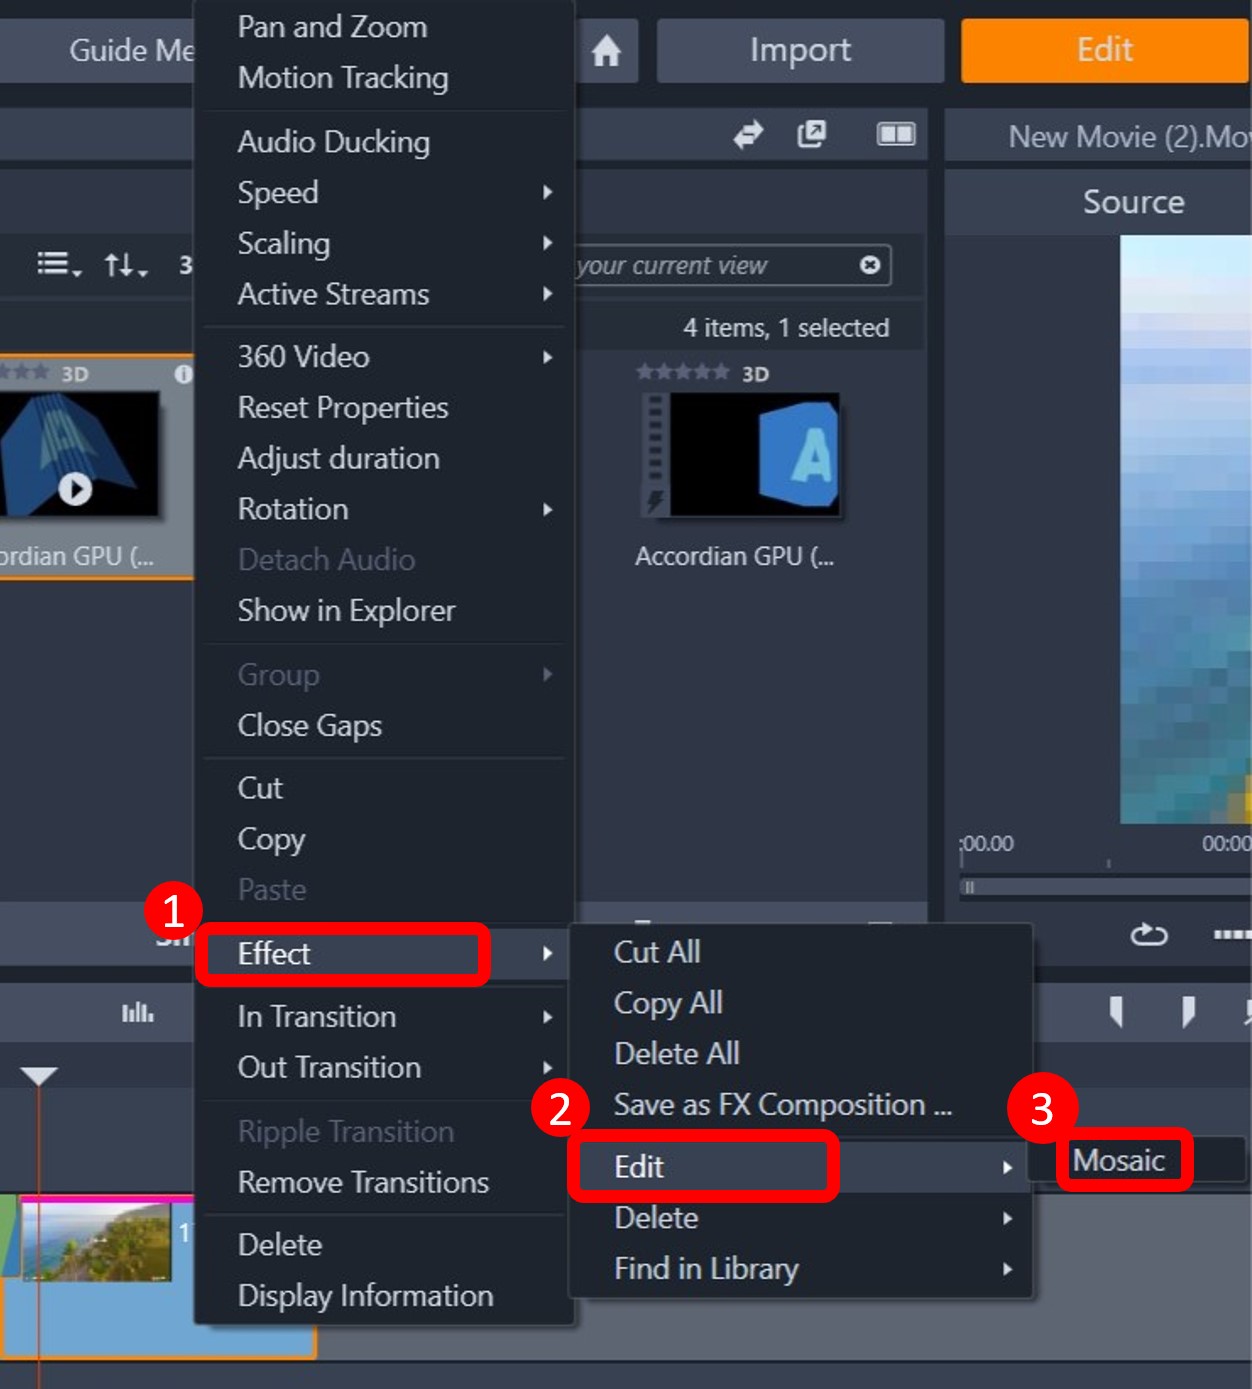 Guide Me
Import
Edit
New Movie (2).Mov
Source
3
your current view
4 items, 1 selected
3D
3D
A
A
ordian GPU (...
Accordian GPU (...
:00.00
00:00
Pan and Zoom
Motion Tracking
Audio Ducking
Speed
Scaling
Active Streams
360 Video
Reset Properties
Adjust duration
Rotation
Detach Audio
Show in Explorer
Group
Close Gaps
Cut
Copy
Paste
1
Effect
In Transition
Out Transition
Ripple Transition
Remove Transitions
Delete
Display Information
Cut All
Copy All
Delete All
Save as FX Composition ...
2
Edit
Delete
Find in Library
3
Mosaic
1